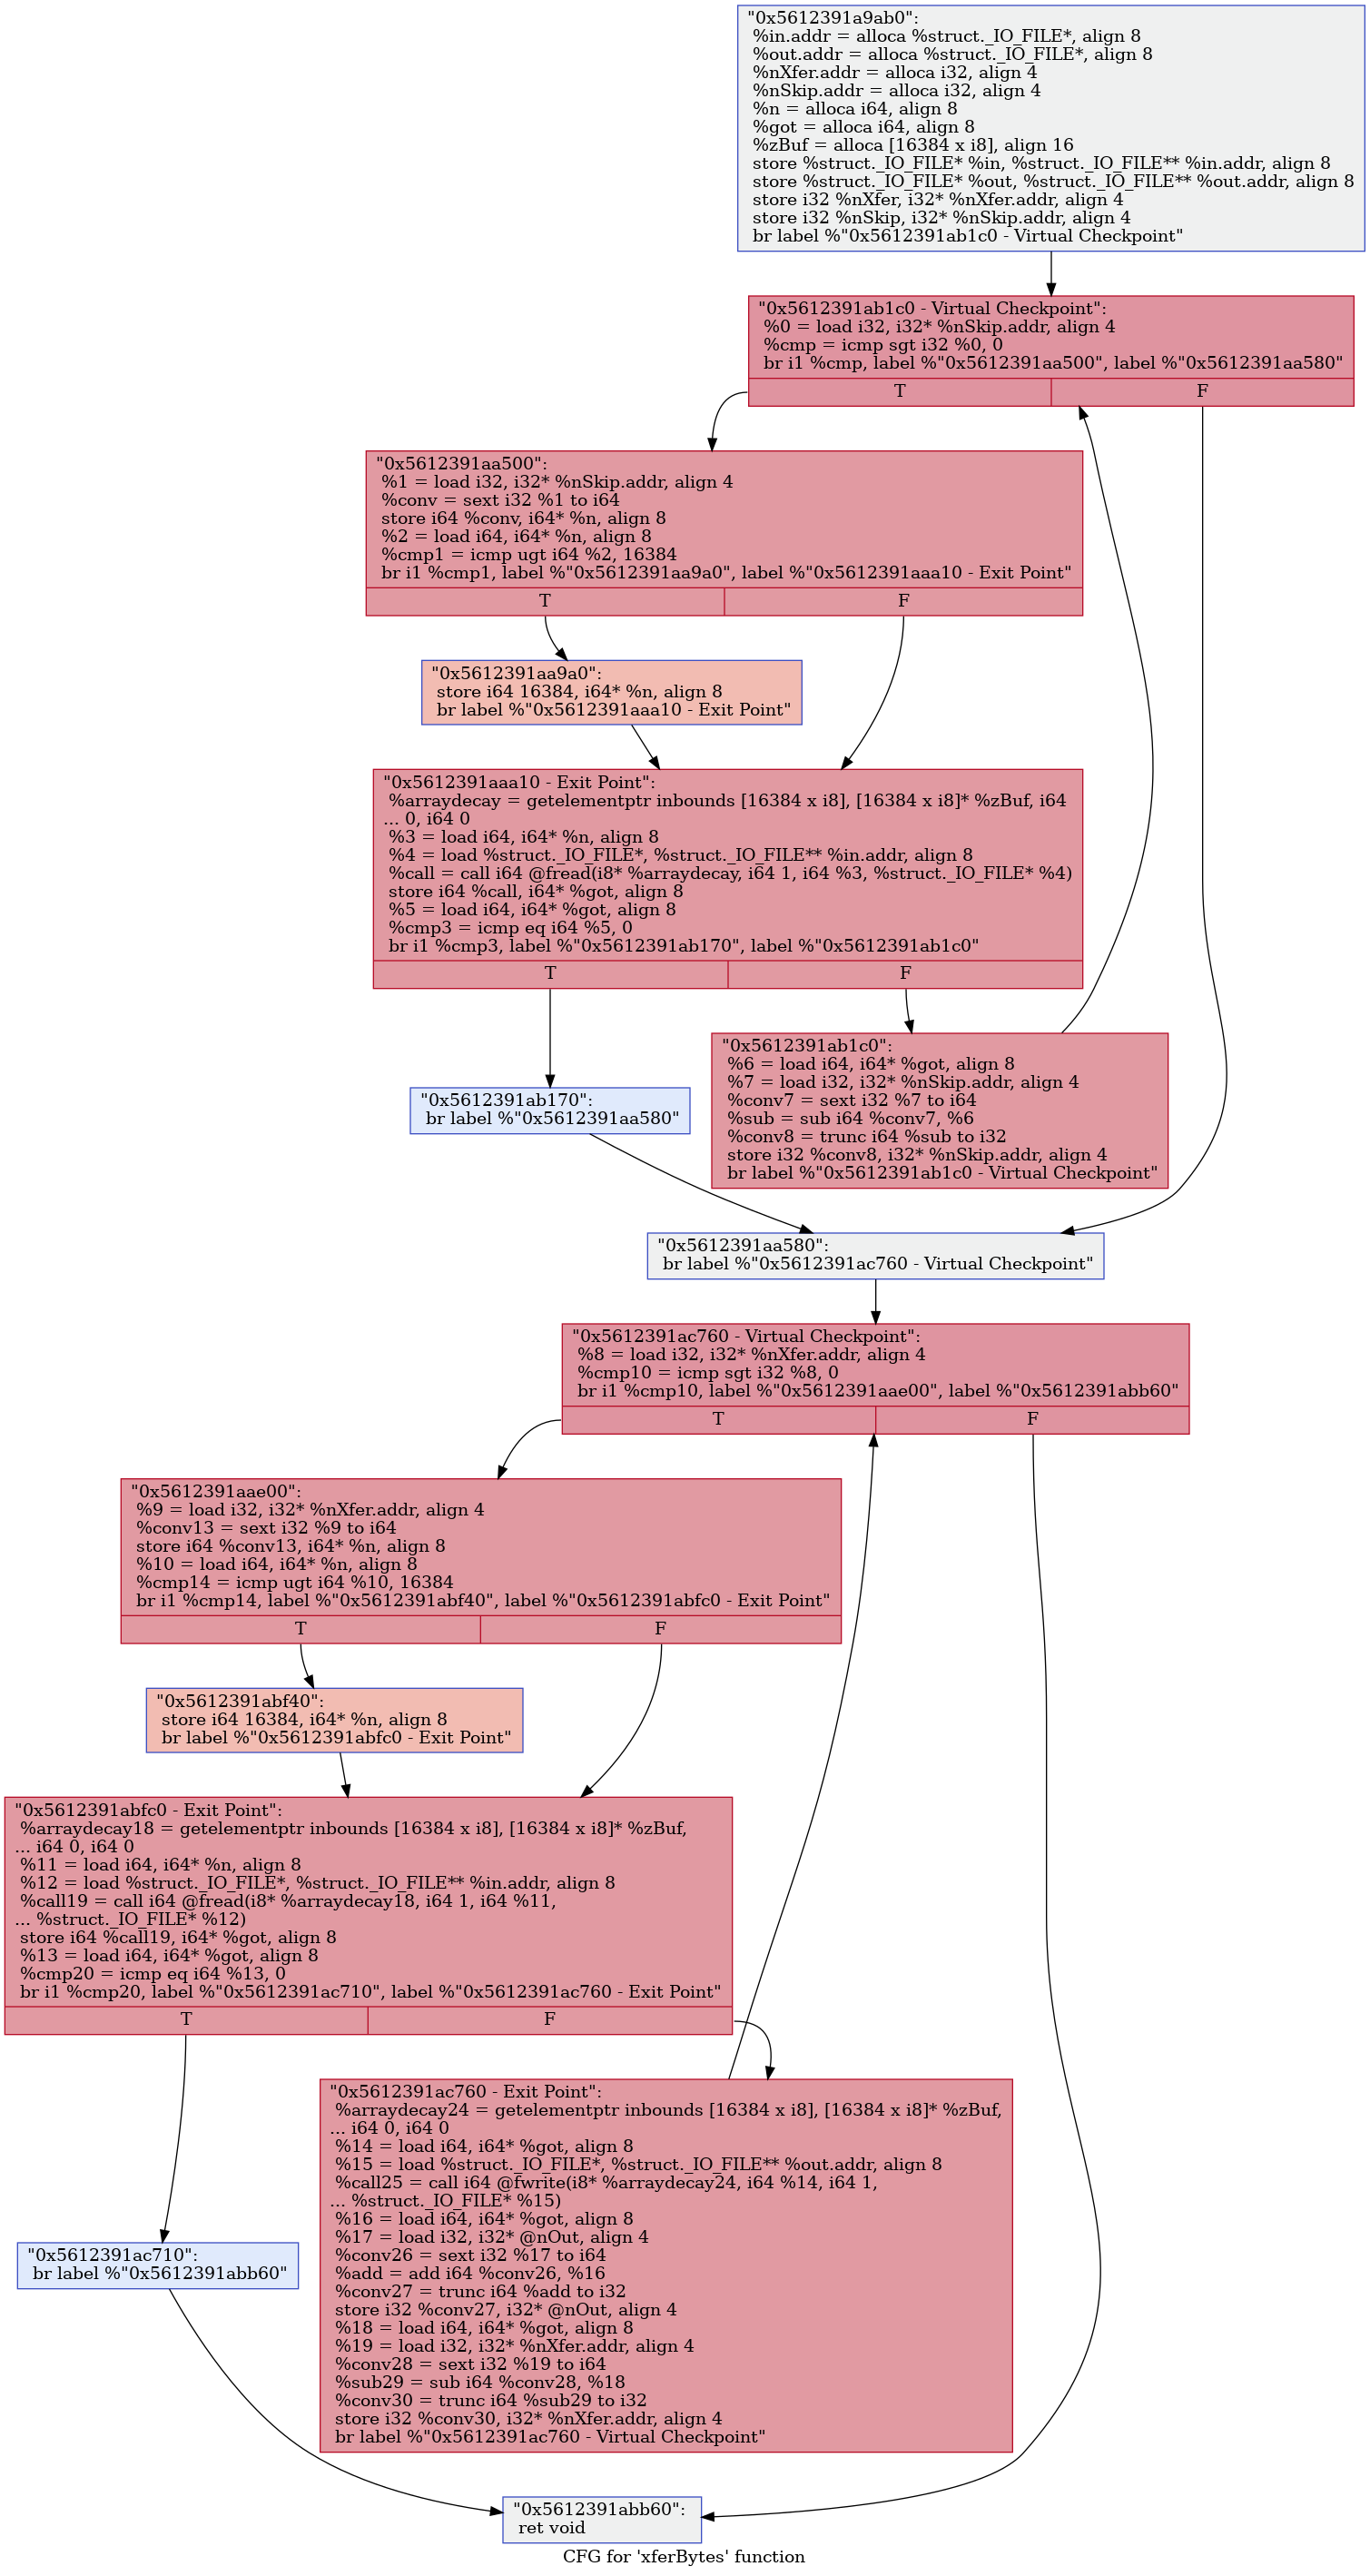 "0x5612391a9ab0":
%in.addr = alloca %struct._IO_FILE*, align 8
%out.addr = alloca %struct._IO_FILE*, align 8
%nXfer.addr = alloca i32, align 4
%nSkip.addr = alloca i32, align 4
%n = alloca i64, align 8
%got = alloca i64, align 8
%zBuf = alloca [16384 x i8], align 16
store %struct._IO_FILE* %in, %struct._IO_FILE** %in.addr, align 8
store %struct._IO_FILE* %out, %struct._IO_FILE** %out.addr, align 8
store i32 %nXfer, i32* %nXfer.addr, align 4
store i32 %nSkip, i32* %nSkip.addr, align 4
br label %"0x5612391ab1c0 - Virtual Checkpoint"
"0x5612391ab1c0 - Virtual Checkpoint":
%0 = load i32, i32* %nSkip.addr, align 4
%cmp = icmp sgt i32 %0, 0
br i1 %cmp, label %"0x5612391aa500", label %"0x5612391aa580"
T F
"0x5612391aa500":
%1 = load i32, i32* %nSkip.addr, align 4
%conv = sext i32 %1 to i64
store i64 %conv, i64* %n, align 8
%2 = load i64, i64* %n, align 8
%cmp1 = icmp ugt i64 %2, 16384
br i1 %cmp1, label %"0x5612391aa9a0", label %"0x5612391aaa10 - Exit Point"
T F
"0x5612391aa9a0":
store i64 16384, i64* %n, align 8
br label %"0x5612391aaa10 - Exit Point"
"0x5612391aaa10 - Exit Point":
%arraydecay = getelementptr inbounds [16384 x i8], [16384 x i8]* %zBuf, i64
... 0, i64 0
%3 = load i64, i64* %n, align 8
%4 = load %struct._IO_FILE*, %struct._IO_FILE** %in.addr, align 8
%call = call i64 @fread(i8* %arraydecay, i64 1, i64 %3, %struct._IO_FILE* %4)
store i64 %call, i64* %got, align 8
%5 = load i64, i64* %got, align 8
%cmp3 = icmp eq i64 %5, 0
br i1 %cmp3, label %"0x5612391ab170", label %"0x5612391ab1c0"
T F
"0x5612391ab1c0":
%6 = load i64, i64* %got, align 8
%7 = load i32, i32* %nSkip.addr, align 4
%conv7 = sext i32 %7 to i64
%sub = sub i64 %conv7, %6
%conv8 = trunc i64 %sub to i32
store i32 %conv8, i32* %nSkip.addr, align 4
br label %"0x5612391ab1c0 - Virtual Checkpoint"
"0x5612391ab170":
br label %"0x5612391aa580"
"0x5612391aa580":
br label %"0x5612391ac760 - Virtual Checkpoint"
"0x5612391ac760 - Virtual Checkpoint":
%8 = load i32, i32* %nXfer.addr, align 4
%cmp10 = icmp sgt i32 %8, 0
br i1 %cmp10, label %"0x5612391aae00", label %"0x5612391abb60"
T F
"0x5612391aae00":
%9 = load i32, i32* %nXfer.addr, align 4
%conv13 = sext i32 %9 to i64
store i64 %conv13, i64* %n, align 8
%10 = load i64, i64* %n, align 8
%cmp14 = icmp ugt i64 %10, 16384
br i1 %cmp14, label %"0x5612391abf40", label %"0x5612391abfc0 - Exit Point"
T F
"0x5612391abf40":
store i64 16384, i64* %n, align 8
br label %"0x5612391abfc0 - Exit Point"
"0x5612391abfc0 - Exit Point":
%arraydecay18 = getelementptr inbounds [16384 x i8], [16384 x i8]* %zBuf,
... i64 0, i64 0
%11 = load i64, i64* %n, align 8
%12 = load %struct._IO_FILE*, %struct._IO_FILE** %in.addr, align 8
%call19 = call i64 @fread(i8* %arraydecay18, i64 1, i64 %11,
... %struct._IO_FILE* %12)
store i64 %call19, i64* %got, align 8
%13 = load i64, i64* %got, align 8
%cmp20 = icmp eq i64 %13, 0
br i1 %cmp20, label %"0x5612391ac710", label %"0x5612391ac760 - Exit Point"
T F
"0x5612391ac760 - Exit Point":
%arraydecay24 = getelementptr inbounds [16384 x i8], [16384 x i8]* %zBuf,
... i64 0, i64 0
%14 = load i64, i64* %got, align 8
%15 = load %struct._IO_FILE*, %struct._IO_FILE** %out.addr, align 8
%call25 = call i64 @fwrite(i8* %arraydecay24, i64 %14, i64 1,
... %struct._IO_FILE* %15)
%16 = load i64, i64* %got, align 8
%17 = load i32, i32* @nOut, align 4
%conv26 = sext i32 %17 to i64
%add = add i64 %conv26, %16
%conv27 = trunc i64 %add to i32
store i32 %conv27, i32* @nOut, align 4
%18 = load i64, i64* %got, align 8
%19 = load i32, i32* %nXfer.addr, align 4
%conv28 = sext i32 %19 to i64
%sub29 = sub i64 %conv28, %18
%conv30 = trunc i64 %sub29 to i32
store i32 %conv30, i32* %nXfer.addr, align 4
br label %"0x5612391ac760 - Virtual Checkpoint"
"0x5612391ac710":
br label %"0x5612391abb60"
"0x5612391abb60":
ret void
CFG for 'xferBytes' function